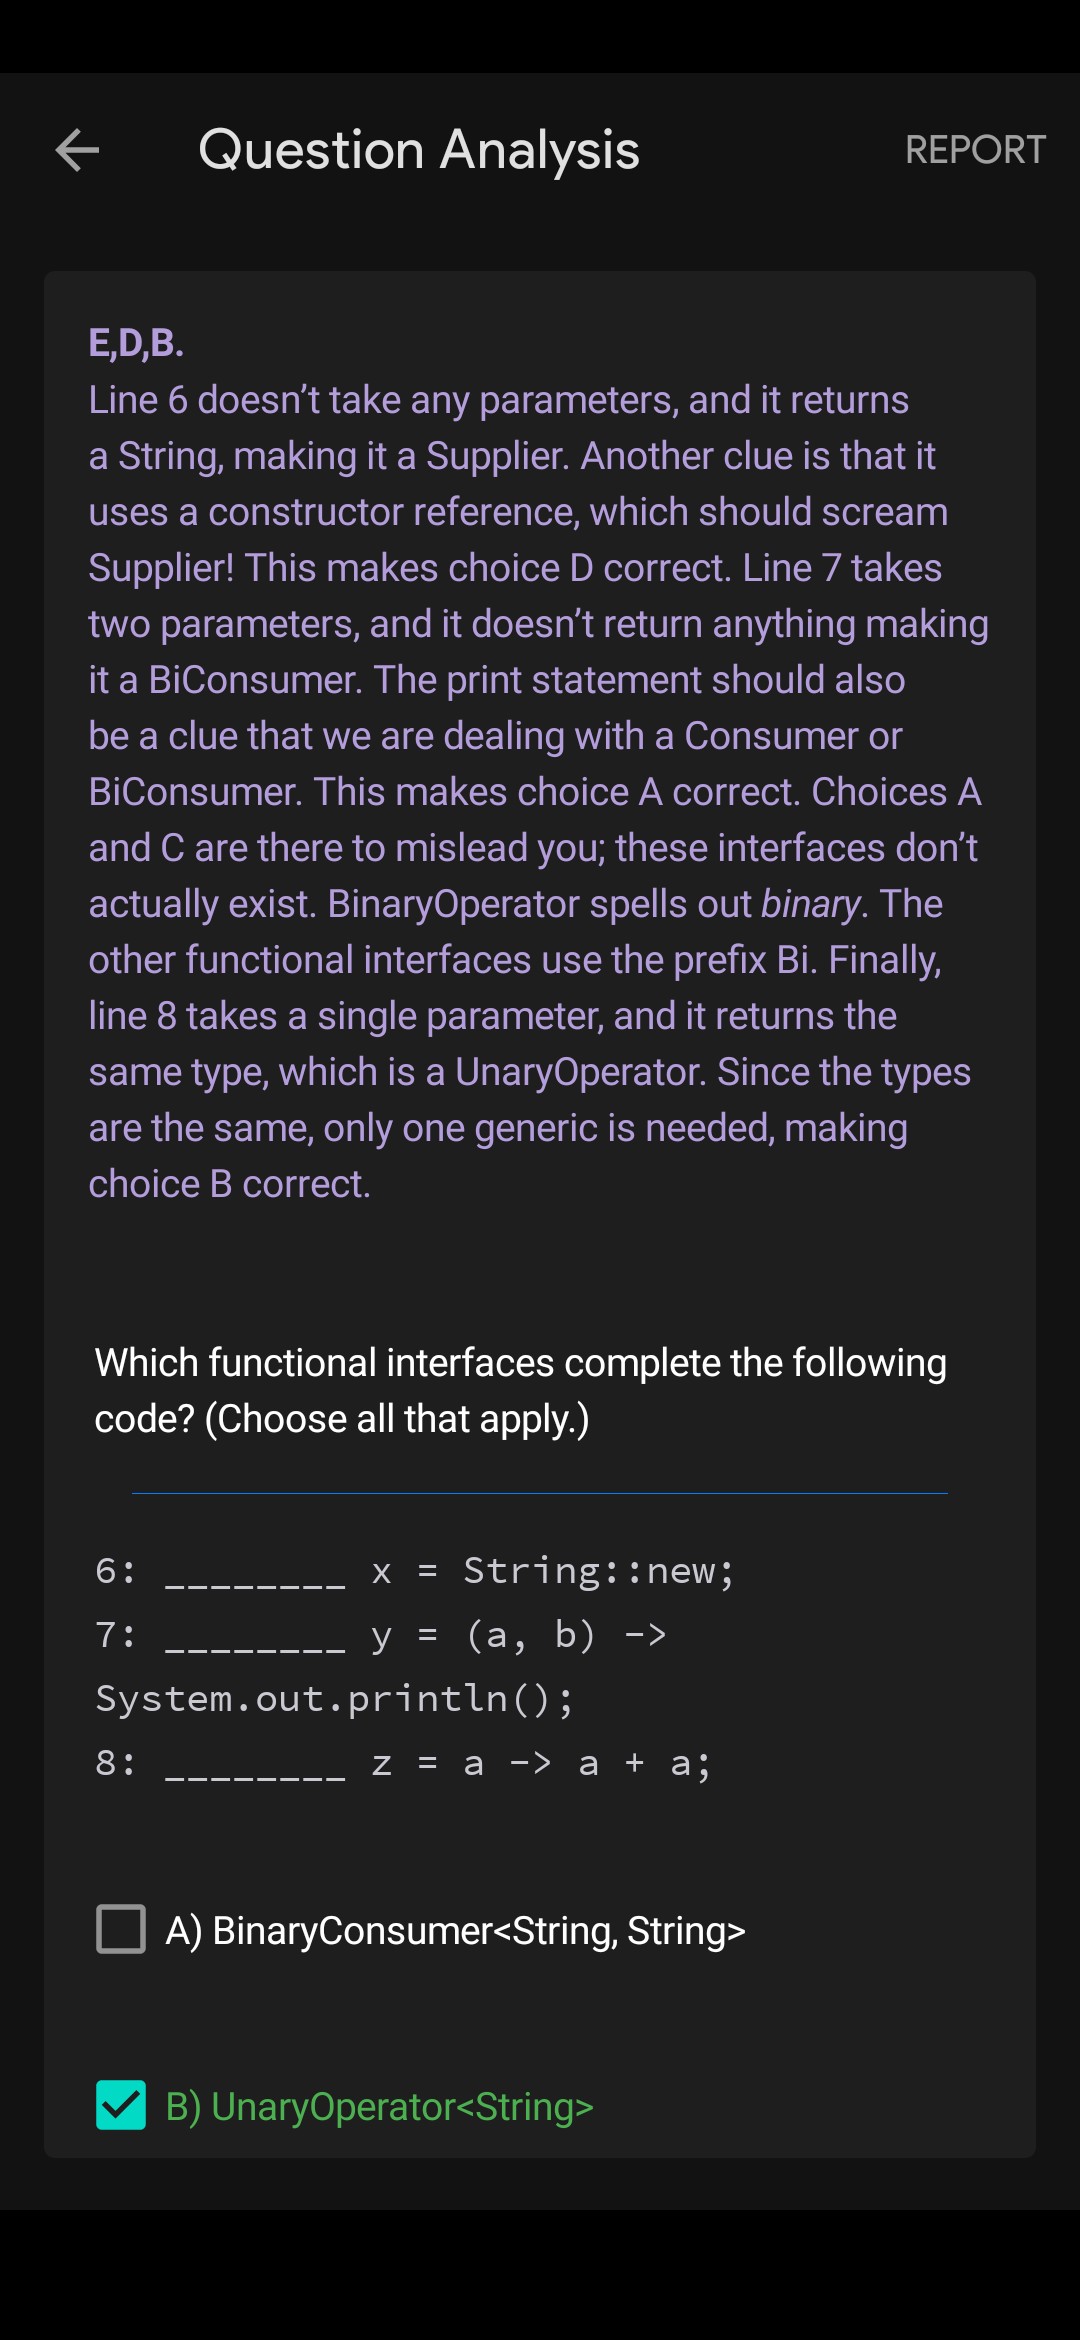 Question Analysis
REPORT
E,D,B.
Line 6 doesn’t take any parameters, and it returns
a String, making it a Supplier. Another clue is that it
uses a constructor reference, which should scream
Supplier! This makes choice D correct. Line 7 takes
two parameters, and it doesn’t return anything making
it a BiConsumer. The print statement should also
be a clue that we are dealing with a Consumer or
BiConsumer. This makes choice A correct. Choices A
and C are there to mislead you; these interfaces don’t
actually exist. BinaryOperator spells out binary. The
other functional interfaces use the prefix Bi. Finally,
line 8 takes a single parameter, and it returns the
same type, which is a UnaryOperator. Since the types
are the same, only one generic is needed, making
choice B correct.
Which functional interfaces complete the following
code? (Choose all that apply.)
6: ________ x = String::new;
7: ________ y = (a, b) ->
System.out.println();
8: ________ z = a -> a + a;
A) BinaryConsumer<String, String>
B) UnaryOperator<String>